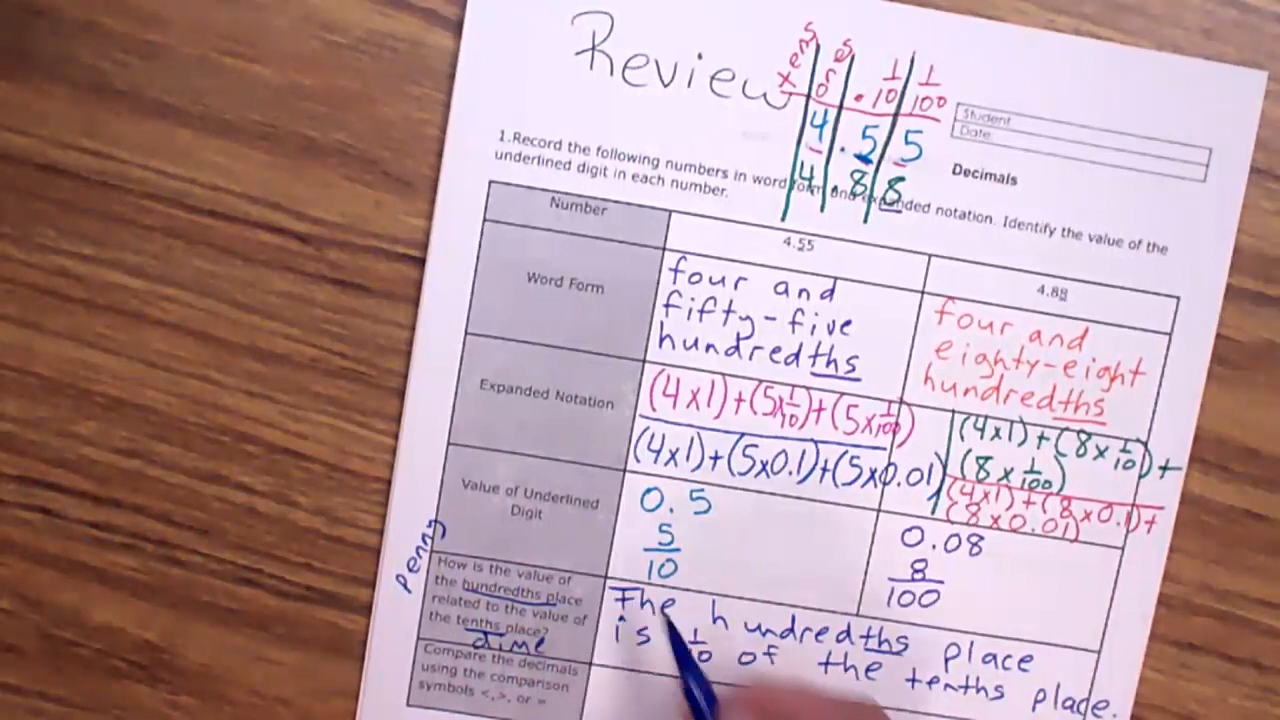 Review
tens ones . 1/10 1/100
4 . 5 5
4 . 8 8
Student
Date
Decimals
1.Record the following numbers in word form and expanded notation. Identify the value of the
underlined digit in each number.
Number
4.55
4.88
Word Form
four and
fifty-five
hundredths
four and
eighty-eight
hundredths
Expanded Notation
(4x1)+(5x1/10)+(5x1/100)
(4x1)+(5x0.1)+(5x0.01)
(4x1)+(8x1/10)+
(8x1/100)
(4x1)+(8x0.1)+
(8x0.01)
Value of Underlined
Digit
0.5
5/10
0.08
8/100
penny
How is the value of
the hundredths place
related to the value of
the tenths place?
dime
The hundredths place
is 1/10 of the tenths place.
Compare the decimals
using the comparison
symbols <,>, or =